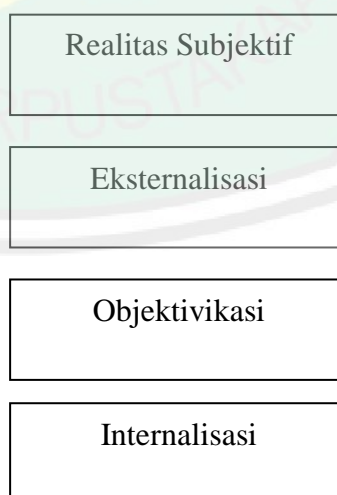 Realitas Subjektif
Eksternalisasi
Objektivikasi
Internalisasi